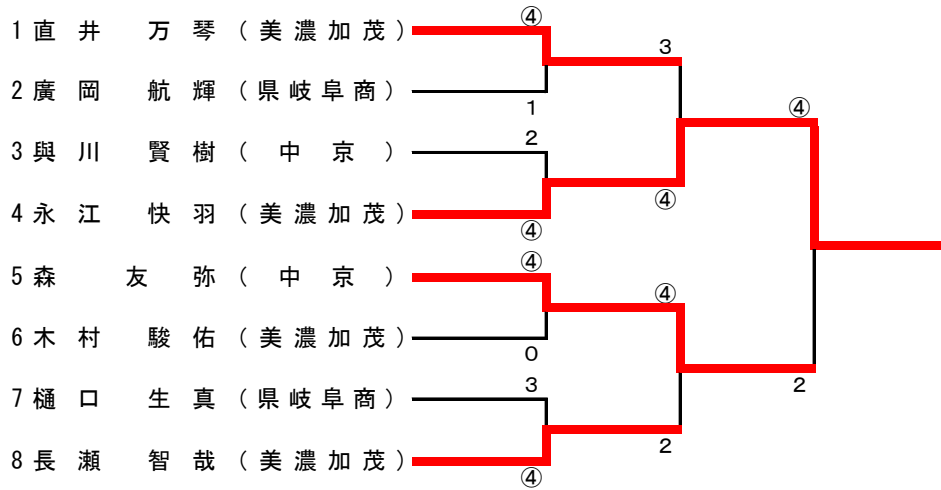 ④
1 直井 万琴 (美濃加茂)
3
2 廣岡 航輝 (県岐阜商)
1
④
2
3 與川 賢樹 (中京)
④
4 永江 快羽 (美濃加茂)
④
④
5 森 友弥 (中京)
④
6 木村 駿佑 (美濃加茂)
0
2
3
7 樋口 生真 (県岐阜商)
2
8 長瀬 智哉 (美濃加茂)
④